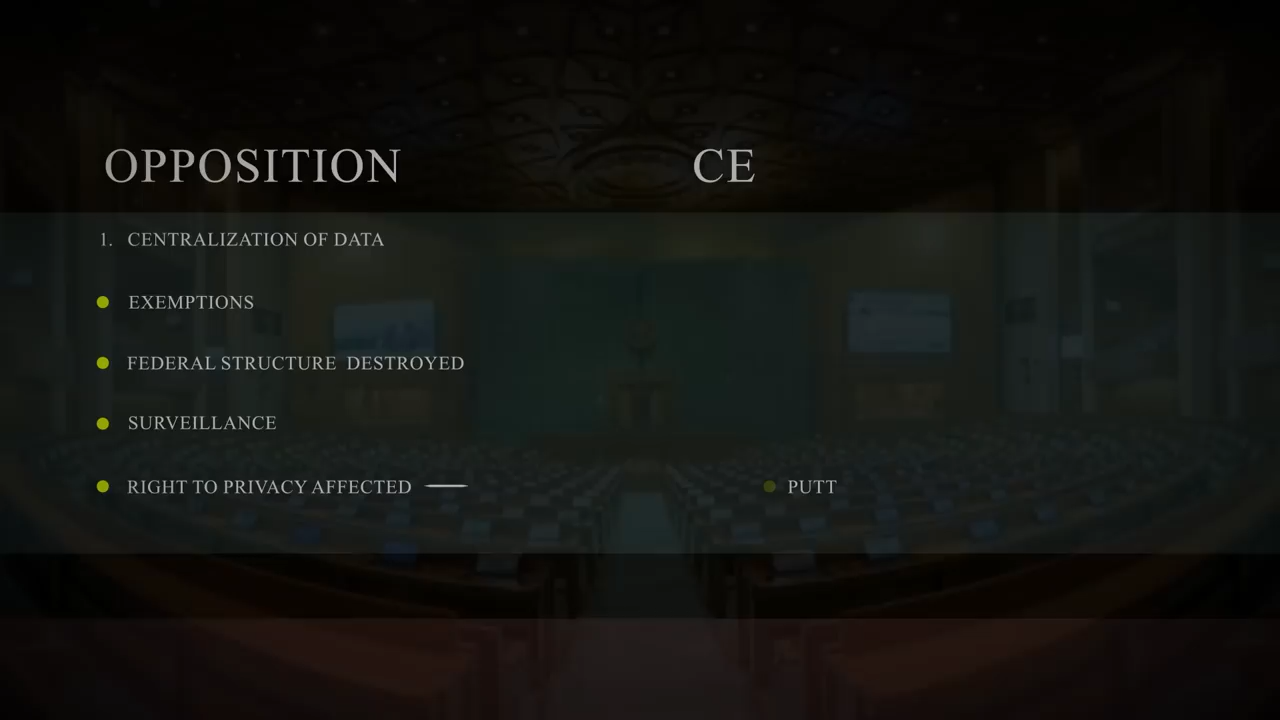 OPPOSITION
CE
1. CENTRALIZATION OF DATA
EXEMPTIONS
FEDERAL STRUCTURE DESTROYED
SURVEILLANCE
RIGHT TO PRIVACY AFFECTED
PUTT